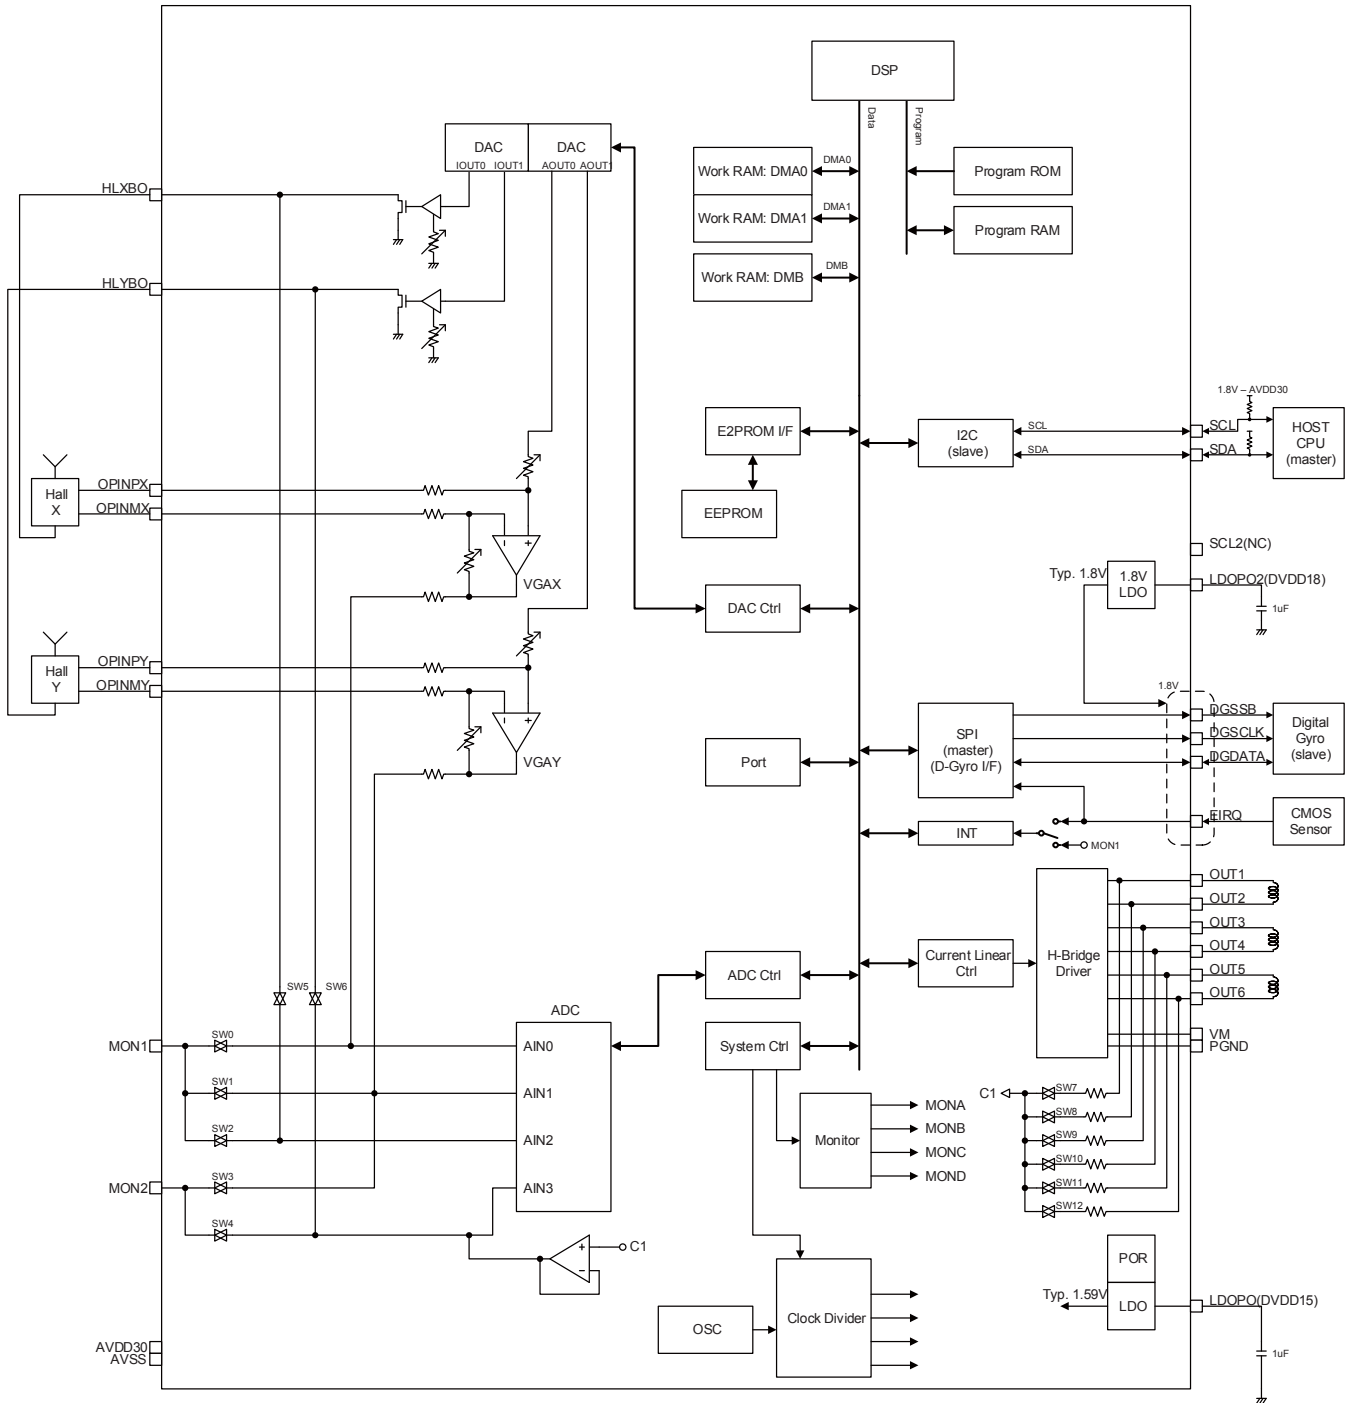 DSP
Data
Program
DAC
DAC
IOUT0
IOUT1
AOUT0
AOUT1
Work RAM: DMA0
DMA0
Program ROM
HLXBO
Work RAM: DMA1
DMA1
Program RAM
Work RAM: DMB
DMB
HLYBO
1.8V – AVDD30
E2PROM I/F
I2C
(slave)
SCL
SDA
SCL
SDA
HOST
CPU
(master)
EEPROM
Hall
X
OPINPX
OPINMX
SCL2(NC)
VGAX
Typ. 1.8V
1.8V
LDO
LDOPO2(DVDD18)
1uF
DAC Ctrl
Hall
Y
OPINPY
OPINMY
VGAY
1.8V
SPI
(master)
(D-Gyro I/F)
DGSSB
DGSCLK
DGDATA
Digital
Gyro
(slave)
Port
EIRQ
CMOS
Sensor
INT
MON1
OUT1
OUT2
OUT3
OUT4
OUT5
OUT6
VM
PGND
H-Bridge
Driver
Current Linear
Ctrl
ADC Ctrl
SW5
SW6
ADC
System Ctrl
MON1
SW0
AIN0
SW1
AIN1
SW2
AIN2
MON2
SW3
AIN3
SW4
C1
Monitor
MONA
MONB
MONC
MOND
C1
SW7
SW8
SW9
SW10
SW11
SW12
POR
LDO
Typ. 1.59V
LDOPO(DVDD15)
1uF
OSC
Clock Divider
AVDD30
AVSS